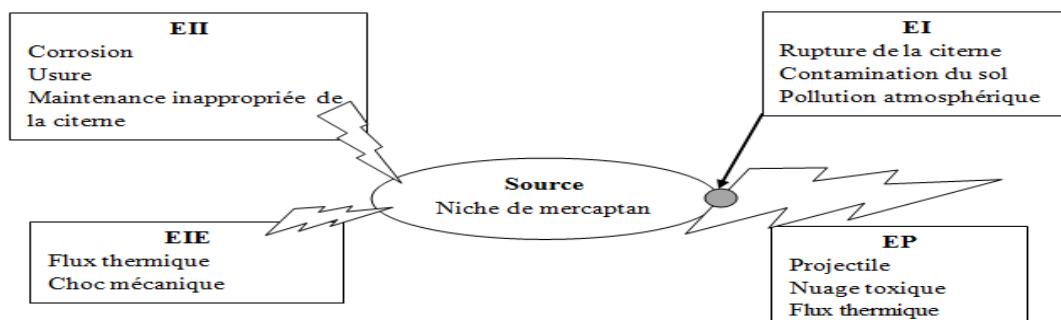 EII
Corrosion
Usure
Maintenance inappropriée de
la citerne
EI
Rupture de la citerne
Contamination du sol
Pollution atmosphérique
Source
Niche de mercaptan
EIE
Flux thermique
Choc mécanique
EP
Projectile
Nuage toxique
Flux thermique